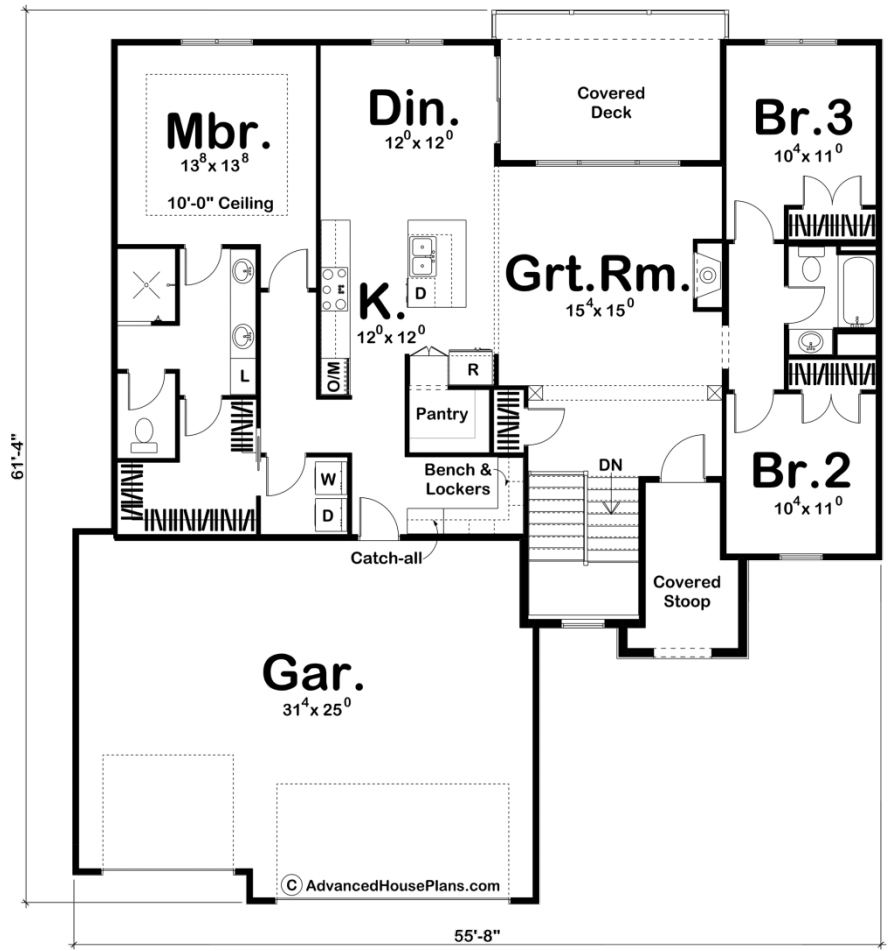 Covered
Deck
Mbr.
13⁸ x 13⁸
10'-0" Ceiling
Din.
12⁰ x 12⁰
Br.3
10⁴ x 11⁰
Grt.Rm.
15⁴ x 15⁰
D
K.
12⁰ x 12⁰
O/M
R
L
Pantry
Bench &
Lockers
W
D
DN
Br.2
10⁴ x 11⁰
Catch-all
Covered
Stoop
Gar.
31⁴ x 25⁰
61'-4"
© AdvancedHousePlans.com
55'-8"